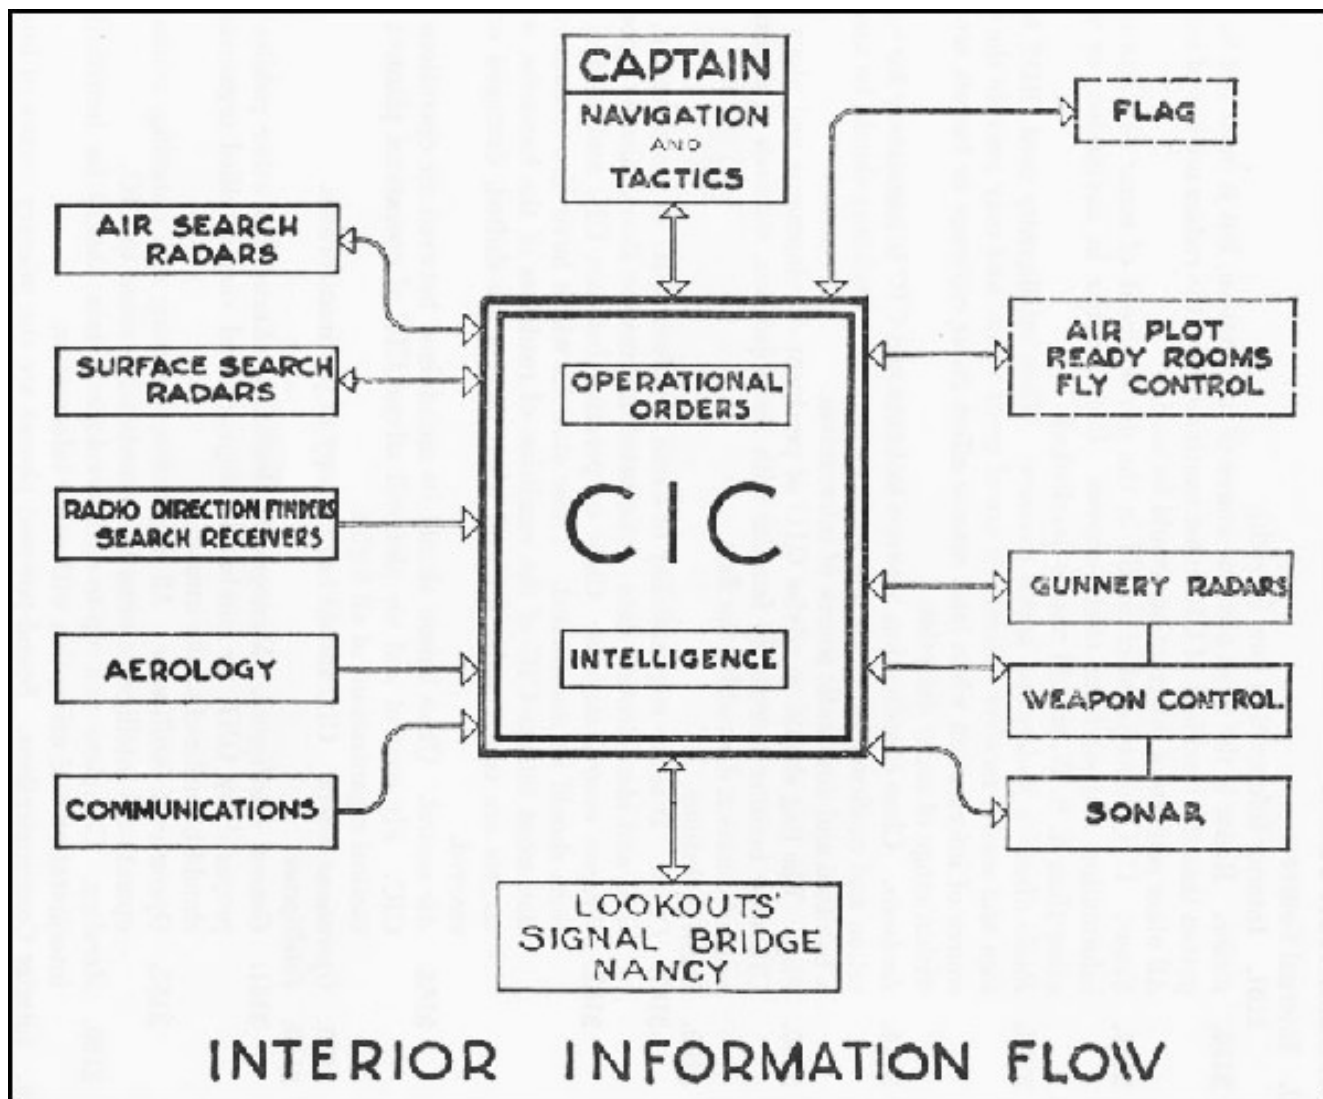 CAPTAIN
NAVIGATION
AND
TACTICS
FLAG
AIR SEARCH
RADARS
SURFACE SEARCH
RADARS
RADIO DIRECTION FINDERS
SEARCH RECEIVERS
AEROLOGY
COMMUNICATIONS
OPERATIONAL
ORDERS
CIC
INTELLIGENCE
AIR PLOT
READY ROOMS
FLY CONTROL
GUNNERY RADARS
WEAPON CONTROL
SONAR
LOOKOUTS'
SIGNAL BRIDGE
NANCY
INTERIOR INFORMATION FLOW